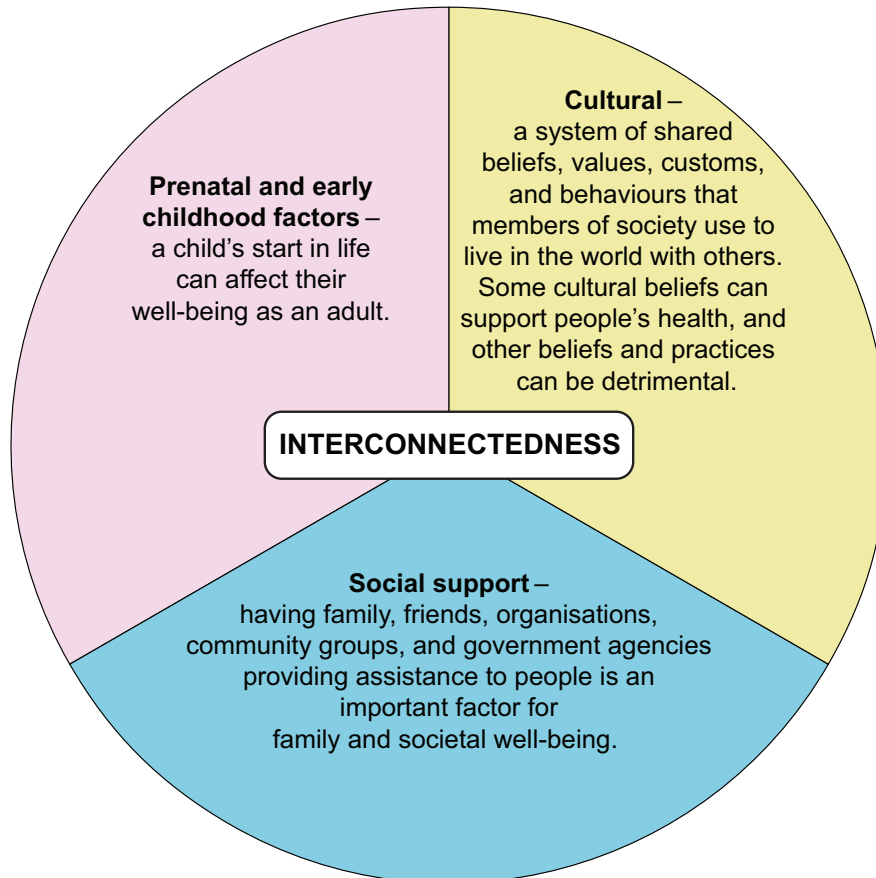 Prenatal and early
childhood factors –
a child’s start in life
can affect their
well-being as an adult.
Cultural –
a system of shared
beliefs, values, customs,
and behaviours that
members of society use to
live in the world with others.
Some cultural beliefs can
support people’s health, and
other beliefs and practices
can be detrimental.
INTERCONNECTEDNESS
Social support –
having family, friends, organisations,
community groups, and government agencies
providing assistance to people is an
important factor for
family and societal well-being.